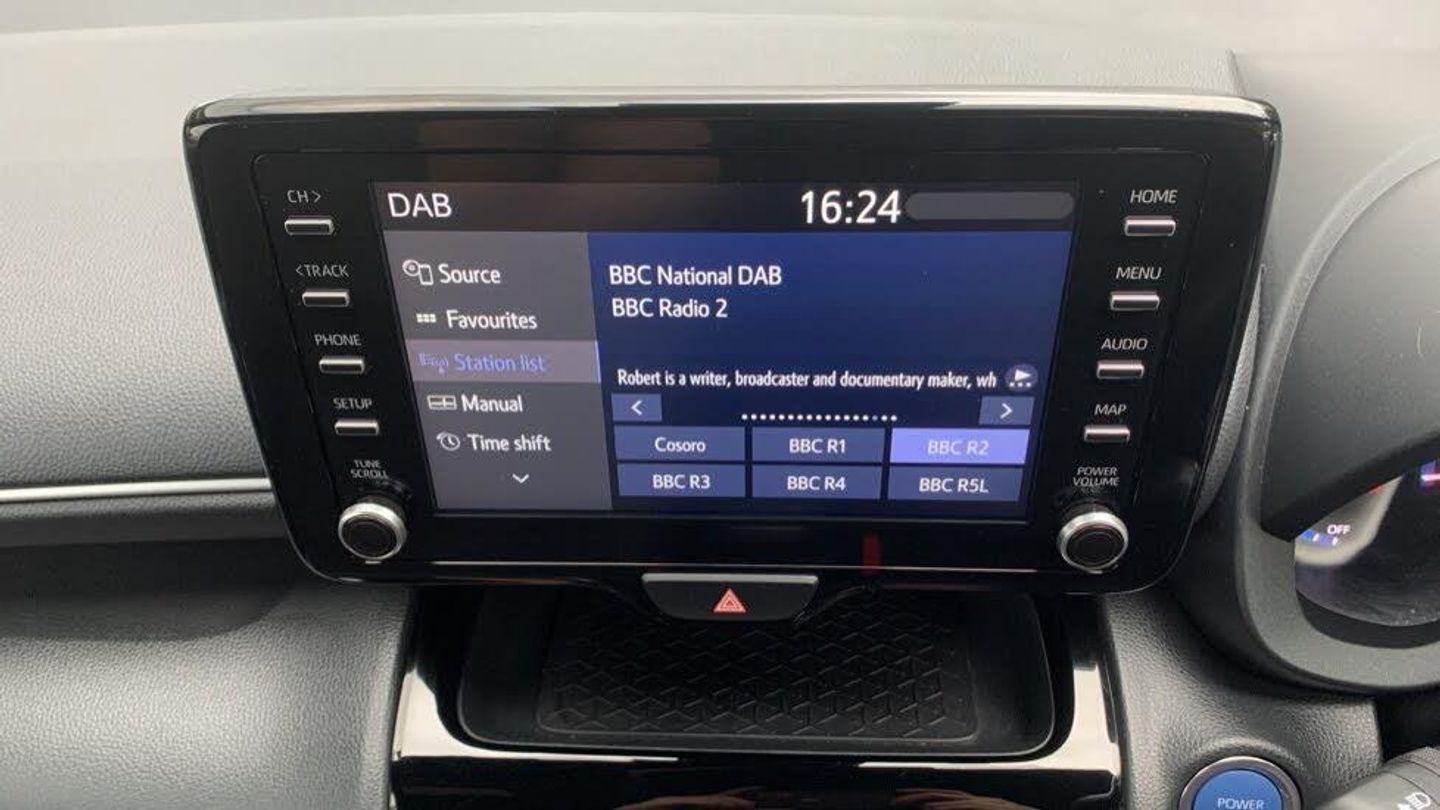 CH >
< TRACK
PHONE
SETUP
TUNE
SCROLL
DAB
16:24
Source
Favourites
Station list
Manual
Time shift
BBC National DAB
BBC Radio 2
Robert is a writer, broadcaster and documentary maker, wh
<
>
Cosoro
BBC R1
BBC R2
BBC R3
BBC R4
BBC R5L
HOME
MENU
AUDIO
MAP
POWER
VOLUME
OFF
POWER